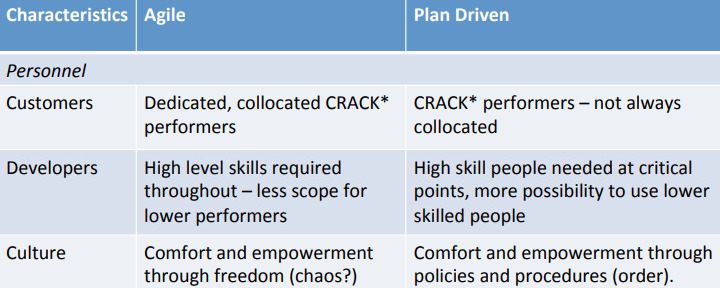 Characteristics Agile Plan Driven
Personnel
Customers Dedicated, collocated CRACK* CRACK* performers – not always
performers collocated
Developers High level skills required High skill people needed at critical
throughout – less scope for points, more possibility to use lower
lower performers skilled people
Culture Comfort and empowerment Comfort and empowerment through
through freedom (chaos?) policies and procedures (order).